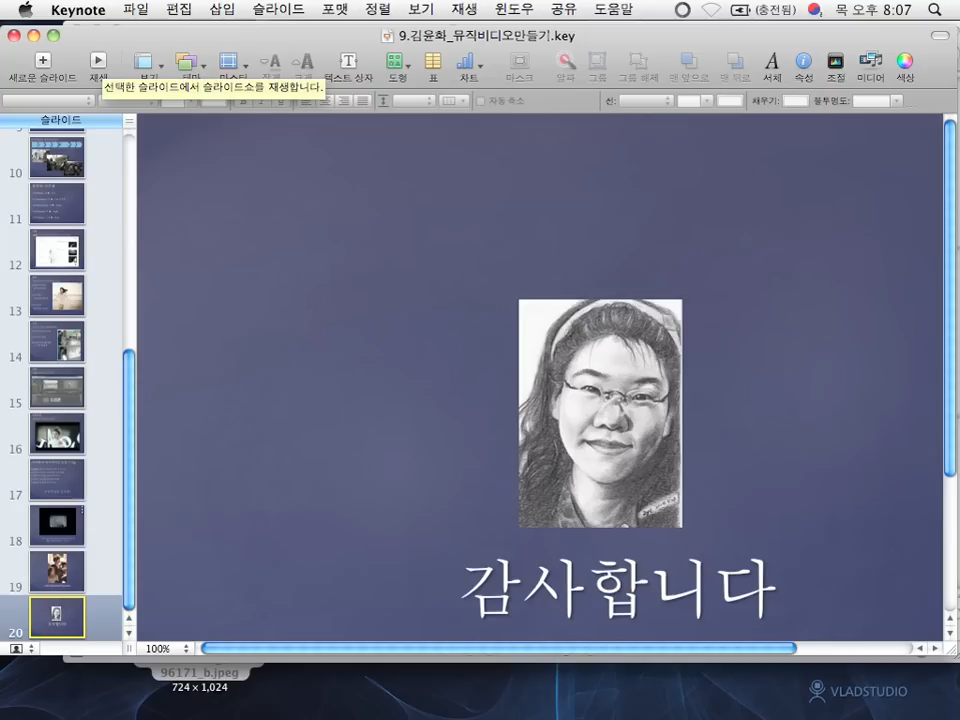 Keynote 파일 편집 삽입 슬라이드 포맷 정렬 보기 재생 윈도우 공유 도움말 (충전됨) 목 오후 8:07
9.김윤화_뮤직비디오만들기.key
새로운 슬라이드 재생 보기 테마 마스터 텍스트 상자 도형 표 차트 마스크 알파 그룹 그룹 해제 맨 앞으로 맨 뒤로 서체 속성 조절 미디어 색상
선택한 슬라이드에서 슬라이드쇼를 재생합니다.
자동 축소 선: 채우기: 불투명도:
슬라이드
10
11
12
13
14
15
16
17
18
19
20
감사합니다
100%
96171_b.jpeg
724 x 1,024
VLADSTUDIO